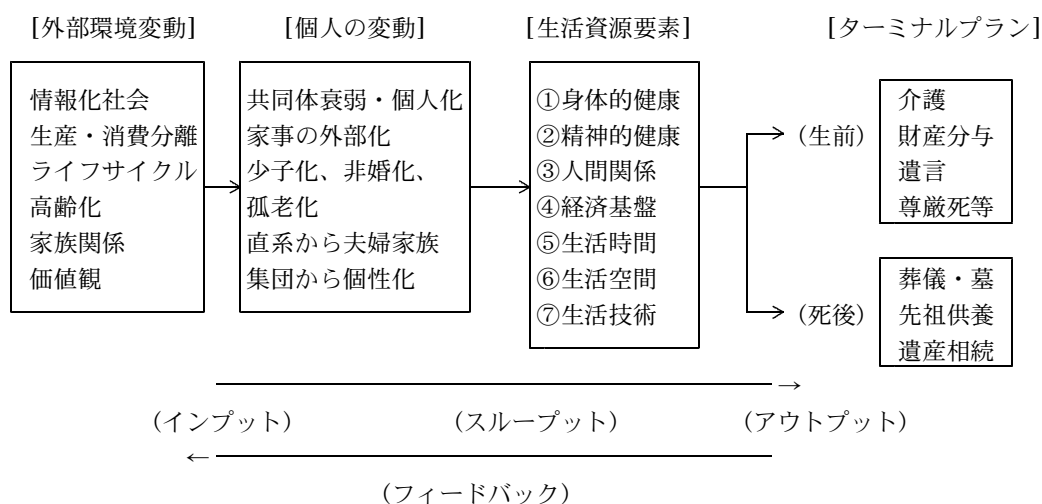 [外部環境変動]
[個人の変動]
[生活資源要素]
[ターミナルプラン]
情報化社会
生産・消費分離
ライフサイクル
高齢化
家族関係
価値観
共同体衰弱・個人化
家事の外部化
少子化、非婚化、
孤老化
直系から夫婦家族
集団から個性化
①身体的健康
②精神的健康
③人間関係
④経済基盤
⑤生活時間
⑥生活空間
⑦生活技術
(生前)
介護
財産分与
遺言
尊厳死等
(死後)
葬儀・墓
先祖供養
遺産相続
(インプット)
(スループット)
(アウトプット)
(フィードバック)